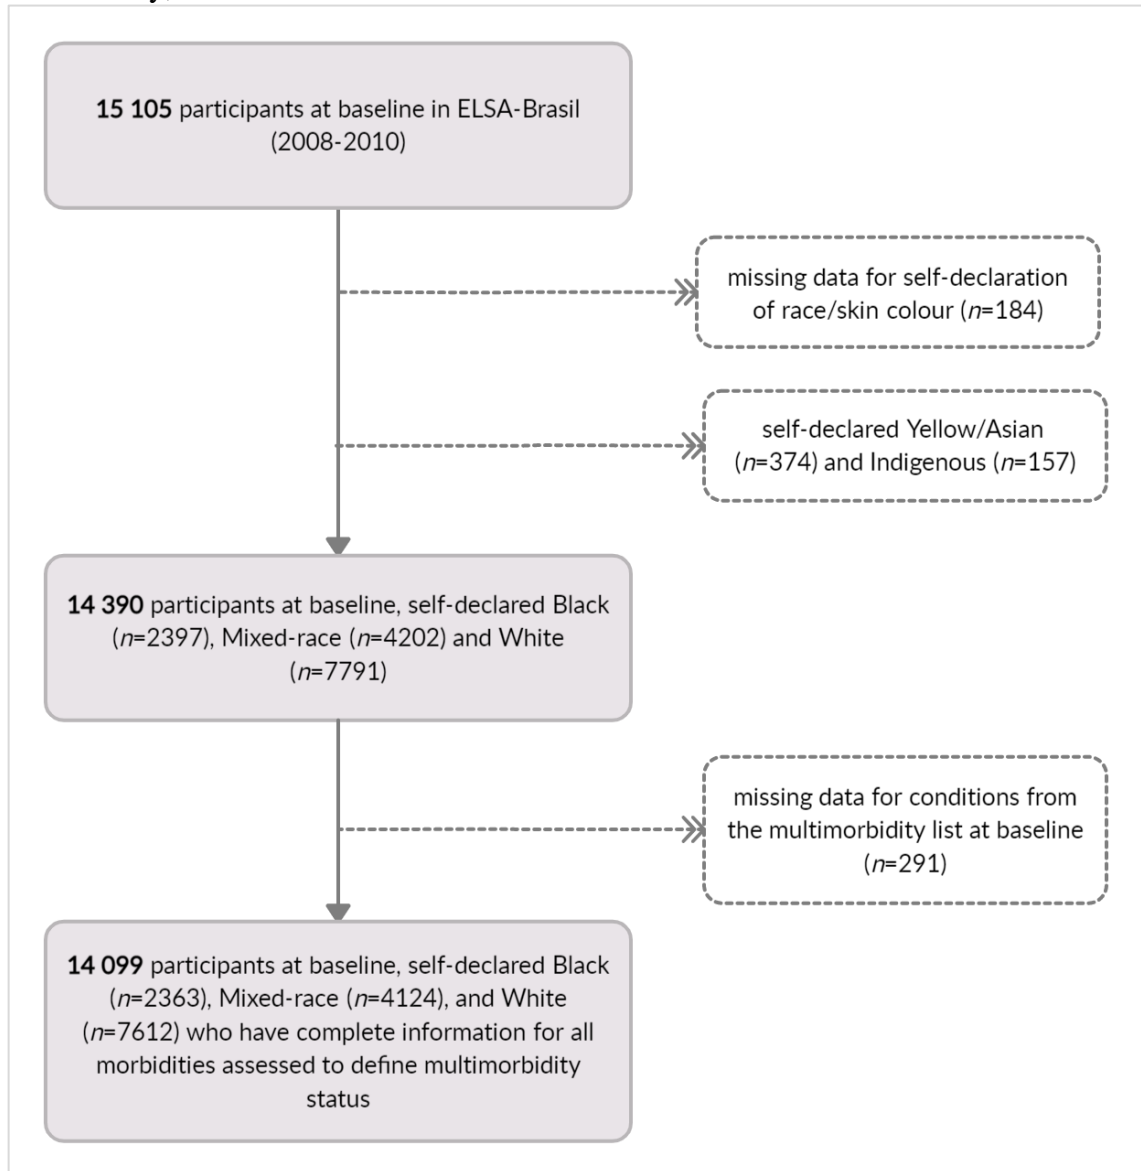 15 105 participants at baseline in ELSA-Brasil
(2008-2010)
missing data for self-declaration
of race/skin colour (n=184)
self-declared Yellow/Asian
(n=374) and Indigenous (n=157)
14 390 participants at baseline, self-declared Black
(n=2397), Mixed-race (n=4202) and White
(n=7791)
missing data for conditions from
the multimorbidity list at baseline
(n=291)
14 099 participants at baseline, self-declared Black
(n=2363), Mixed-race (n=4124), and White
(n=7612) who have complete information for all
morbidities assessed to define multimorbidity
status